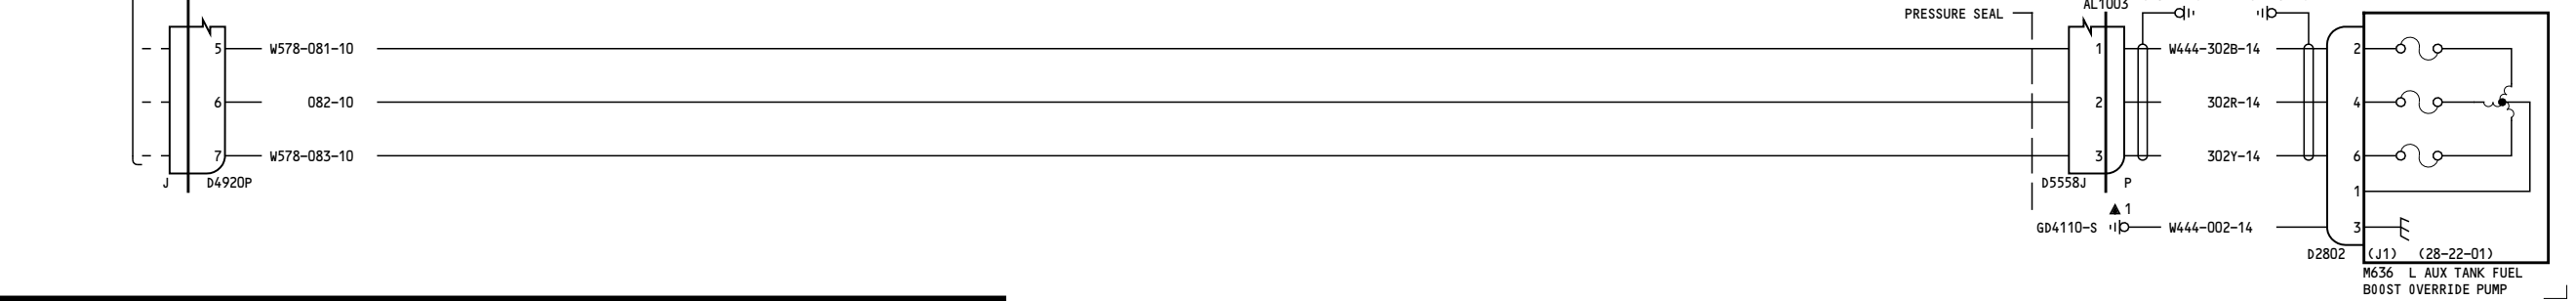 AL1003
PRESSURE SEAL
5 W578-081-10 1 W444-302B-14 2
6 082-10 2 302R-14 4
7 W578-083-10 3 302Y-14 6
J D4920P D5558J P
1
1
GD4110-S W444-002-14 3
D2802 (J1) (28-22-01)
M636 L AUX TANK FUEL
BOOST OVERRIDE PUMP